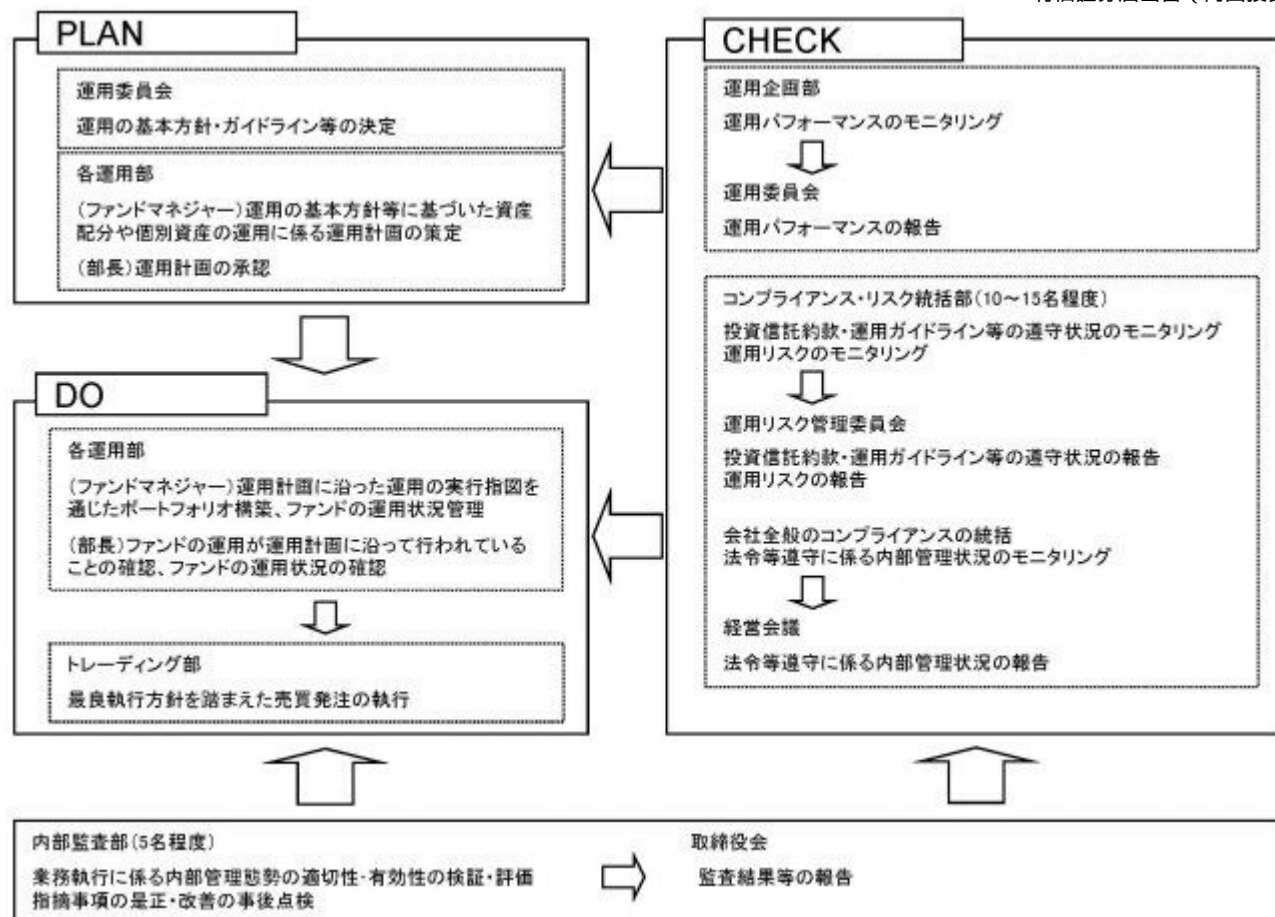 PLAN
運用委員会
運用の基本方針・ガイドライン等の決定
各運用部
(ファンドマネジャー)運用の基本方針等に基づいた資産
配分や個別資産の運用に係る運用計画の策定
(部長)運用計画の承認
DO
各運用部
(ファンドマネジャー)運用計画に沿った運用の実行指図を
通じたポートフォリオ構築、ファンドの運用状況管理
(部長)ファンドの運用が運用計画に沿って行われている
ことの確認、ファンドの運用状況の確認
トレーディング部
最良執行方針を踏まえた売買発注の執行
CHECK
運用企画部
運用パフォーマンスのモニタリング
運用委員会
運用パフォーマンスの報告
コンプライアンス・リスク統括部(10～15名程度)
投資信託約款・運用ガイドライン等の遵守状況のモニタリング
運用リスクのモニタリング
運用リスク管理委員会
投資信託約款・運用ガイドライン等の遵守状況の報告
運用リスクの報告
会社全般のコンプライアンスの統括
法令等遵守に係る内部管理状況のモニタリング
経営会議
法令等遵守に係る内部管理状況の報告
内部監査部(5名程度)
業務執行に係る内部管理態勢の適切性・有効性の検証・評価
指摘事項の是正・改善の事後点検
取締役会
監査結果等の報告